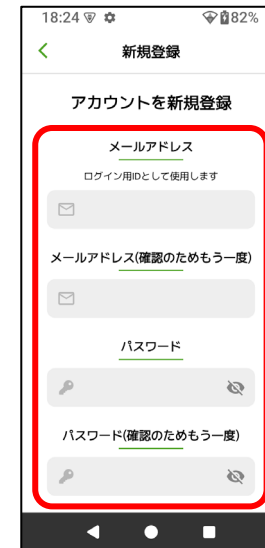 18:24 82%
新規登録
アカウントを新規登録
メールアドレス
ログイン用IDとして使用します
メールアドレス(確認のためもう一度)
パスワード
パスワード(確認のためもう一度)